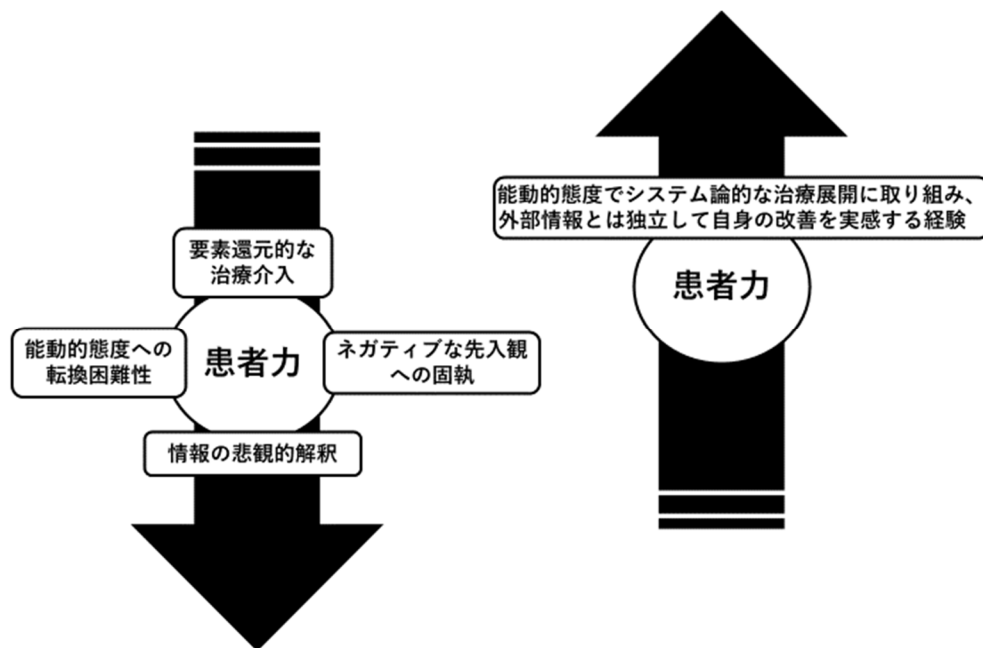 要素還元的な
治療介入
能動的態度への
転換困難性
患者力
ネガティブな先入観
への固執
情報の悲観的解釈
能動的態度でシステム論的な治療展開に取り組み、
外部情報とは独立して自身の改善を実感する経験
患者力